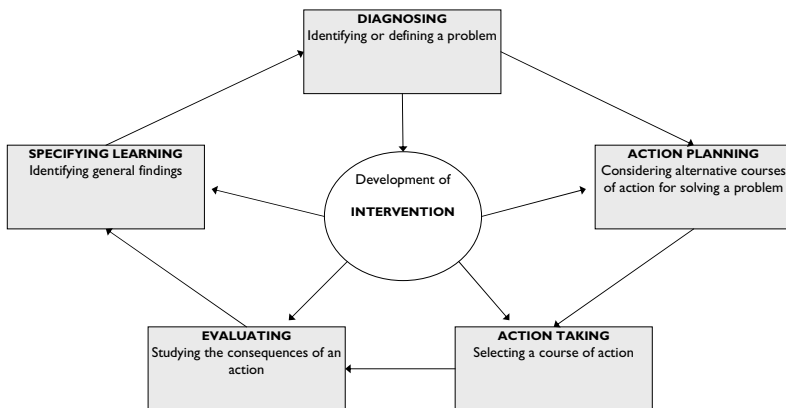 DIAGNOSING
Identifying or defining a problem
SPECIFYING LEARNING
Identifying general findings
Development of
INTERVENTION
ACTION PLANNING
Considering alternative courses
of action for solving a problem
EVALUATING
Studying the consequences of an
action
ACTION TAKING
Selecting a course of action